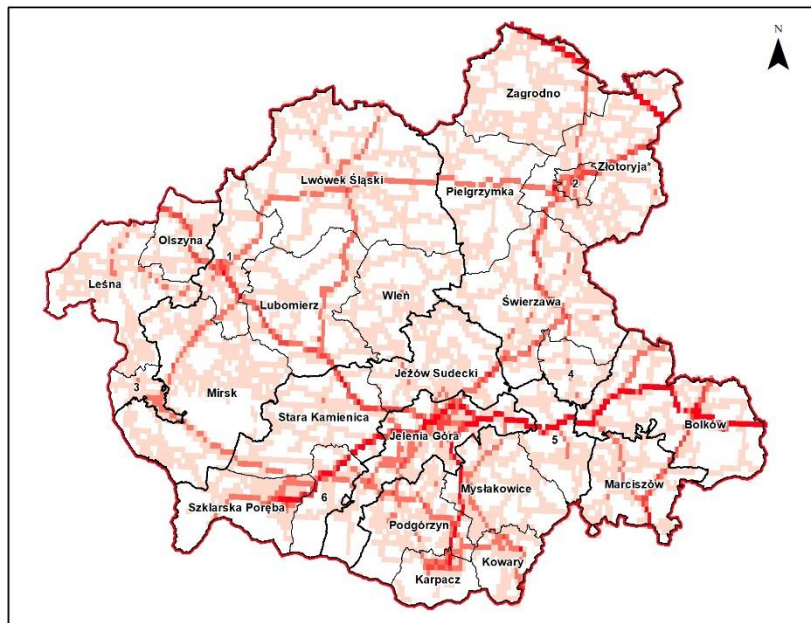 N
Zagrodno
Złotoryja*
2
Lwówek Śląski
Pielgrzymka
Olszyna
1
Leśna
Lubomierz
Wleń
Świerzawa
Jeżów Sudecki
4
3
Mirsk
Stara Kamienica
Jelenia Góra
5
Bolków
Mysłakowice
Marciszów
6
Szklarska Poręba
Podgórzyn
Kowary
Karpacz